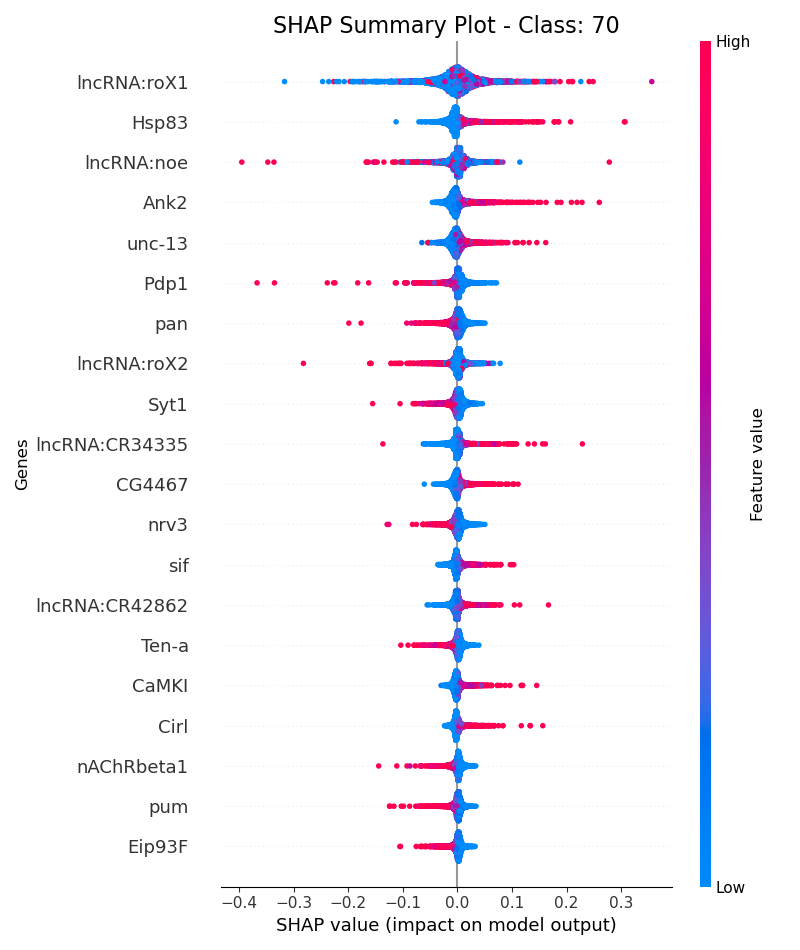 SHAP Summary Plot - Class: 70
High
lncRNA:roX1
Hsp83
lncRNA:noe
Ank2
unc-13
Pdp1
pan
lncRNA:roX2
Syt1
lncRNA:CR34335
CG4467
nrv3
sif
lncRNA:CR42862
Ten-a
CaMKI
Cirl
nAChRbeta1
pum
Eip93F
Genes
Feature value
Low
−0.4 −0.3 −0.2 −0.1 0.0 0.1 0.2 0.3
SHAP value (impact on model output)